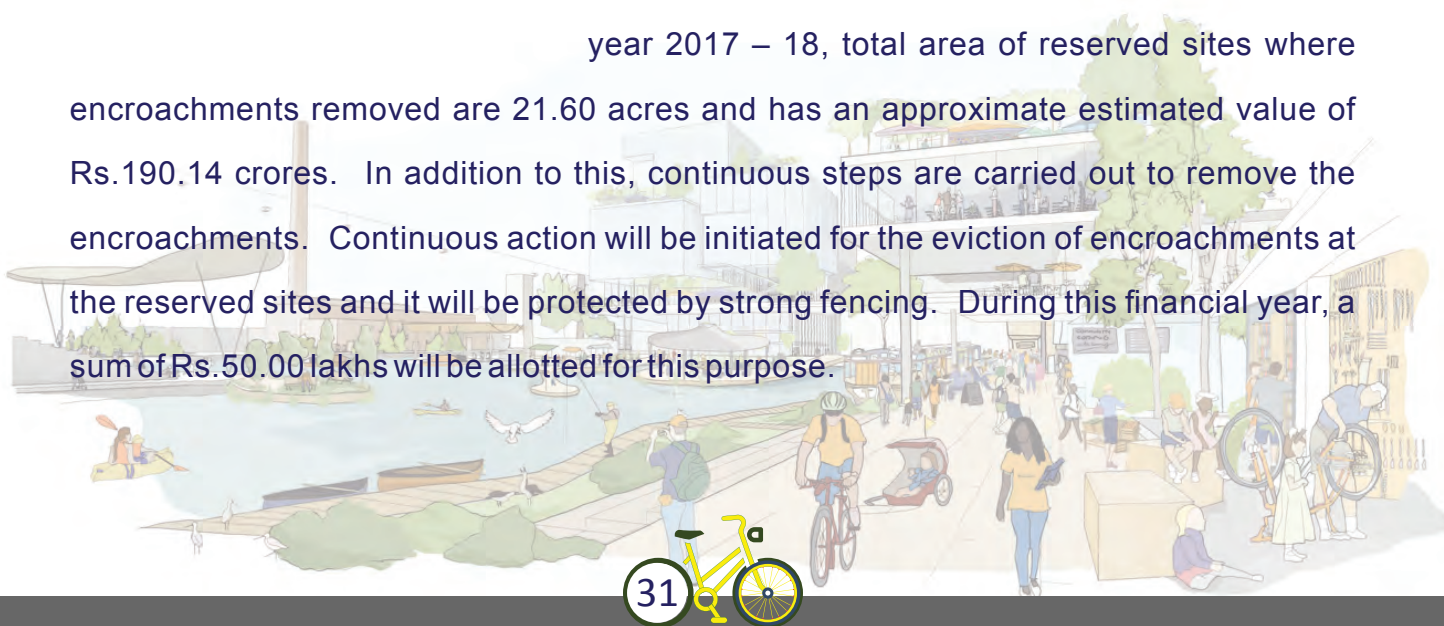 year 2017 – 18, total area of reserved sites where
encroachments removed are 21.60 acres and has an approximate estimated value of
Rs.190.14 crores. In addition to this, continuous steps are carried out to remove the
encroachments. Continuous action will be initiated for the eviction of encroachments at
the reserved sites and it will be protected by strong fencing. During this financial year, a
sum of Rs.50.00 lakhs will be allotted for this purpose.
31